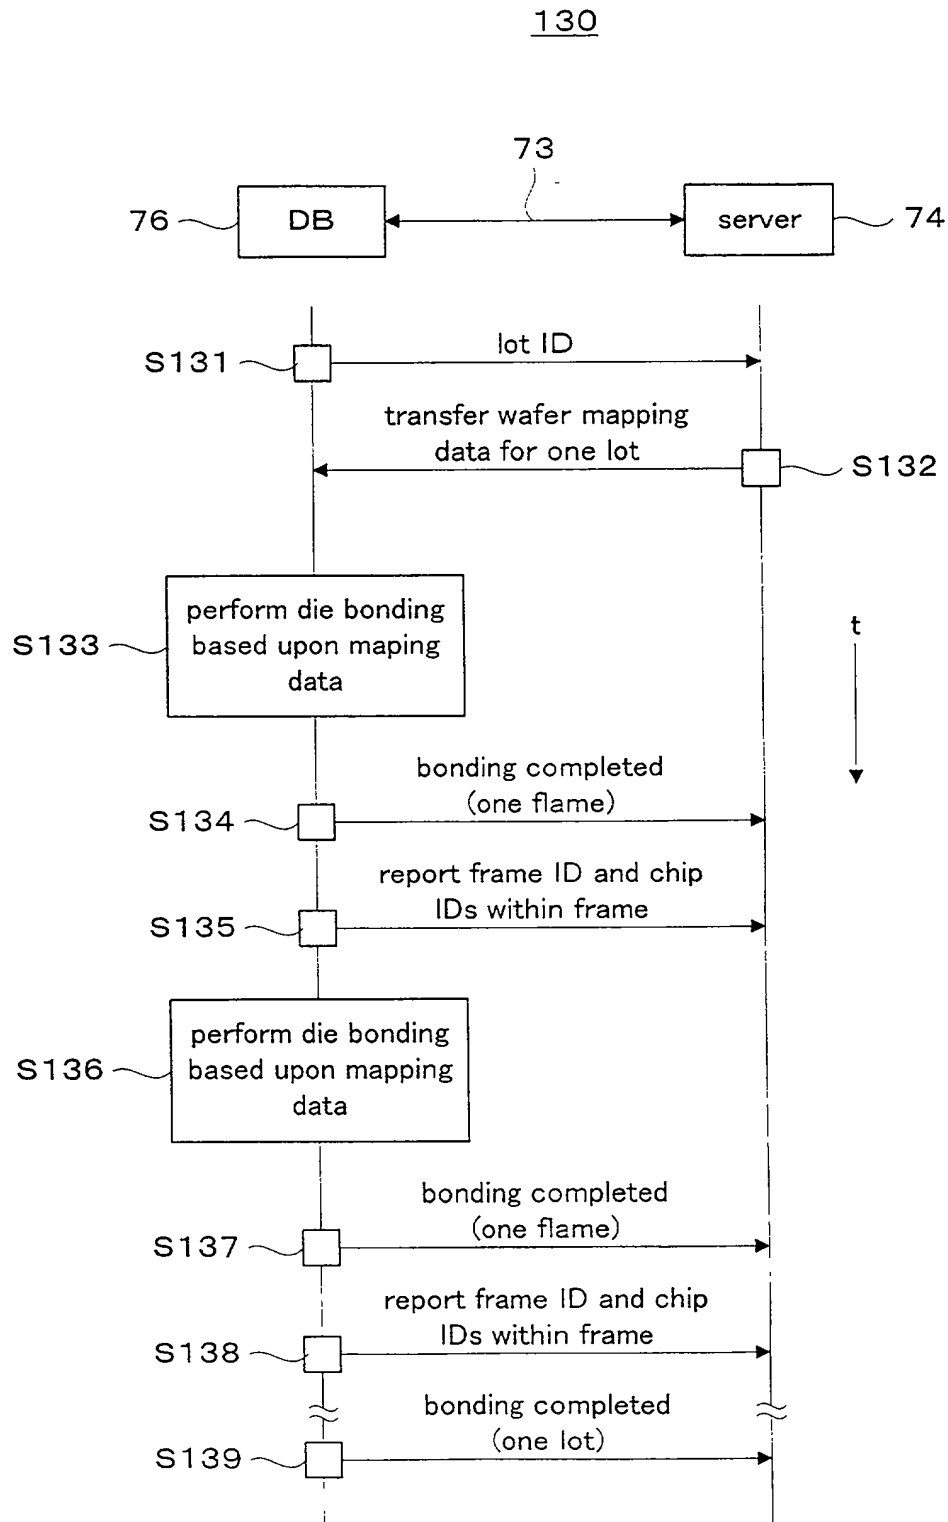 130
73
76
DB
server
74
S131
lot ID
transfer wafer mapping
data for one lot
S132
S133
perform die bonding
based upon maping
data
t
bonding completed
(one flame)
S134
report frame ID and chip
IDs within frame
S135
S136
perform die bonding
based upon mapping
data
bonding completed
(one flame)
S137
report frame ID and chip
IDs within frame
S138
bonding completed
(one lot)
S139